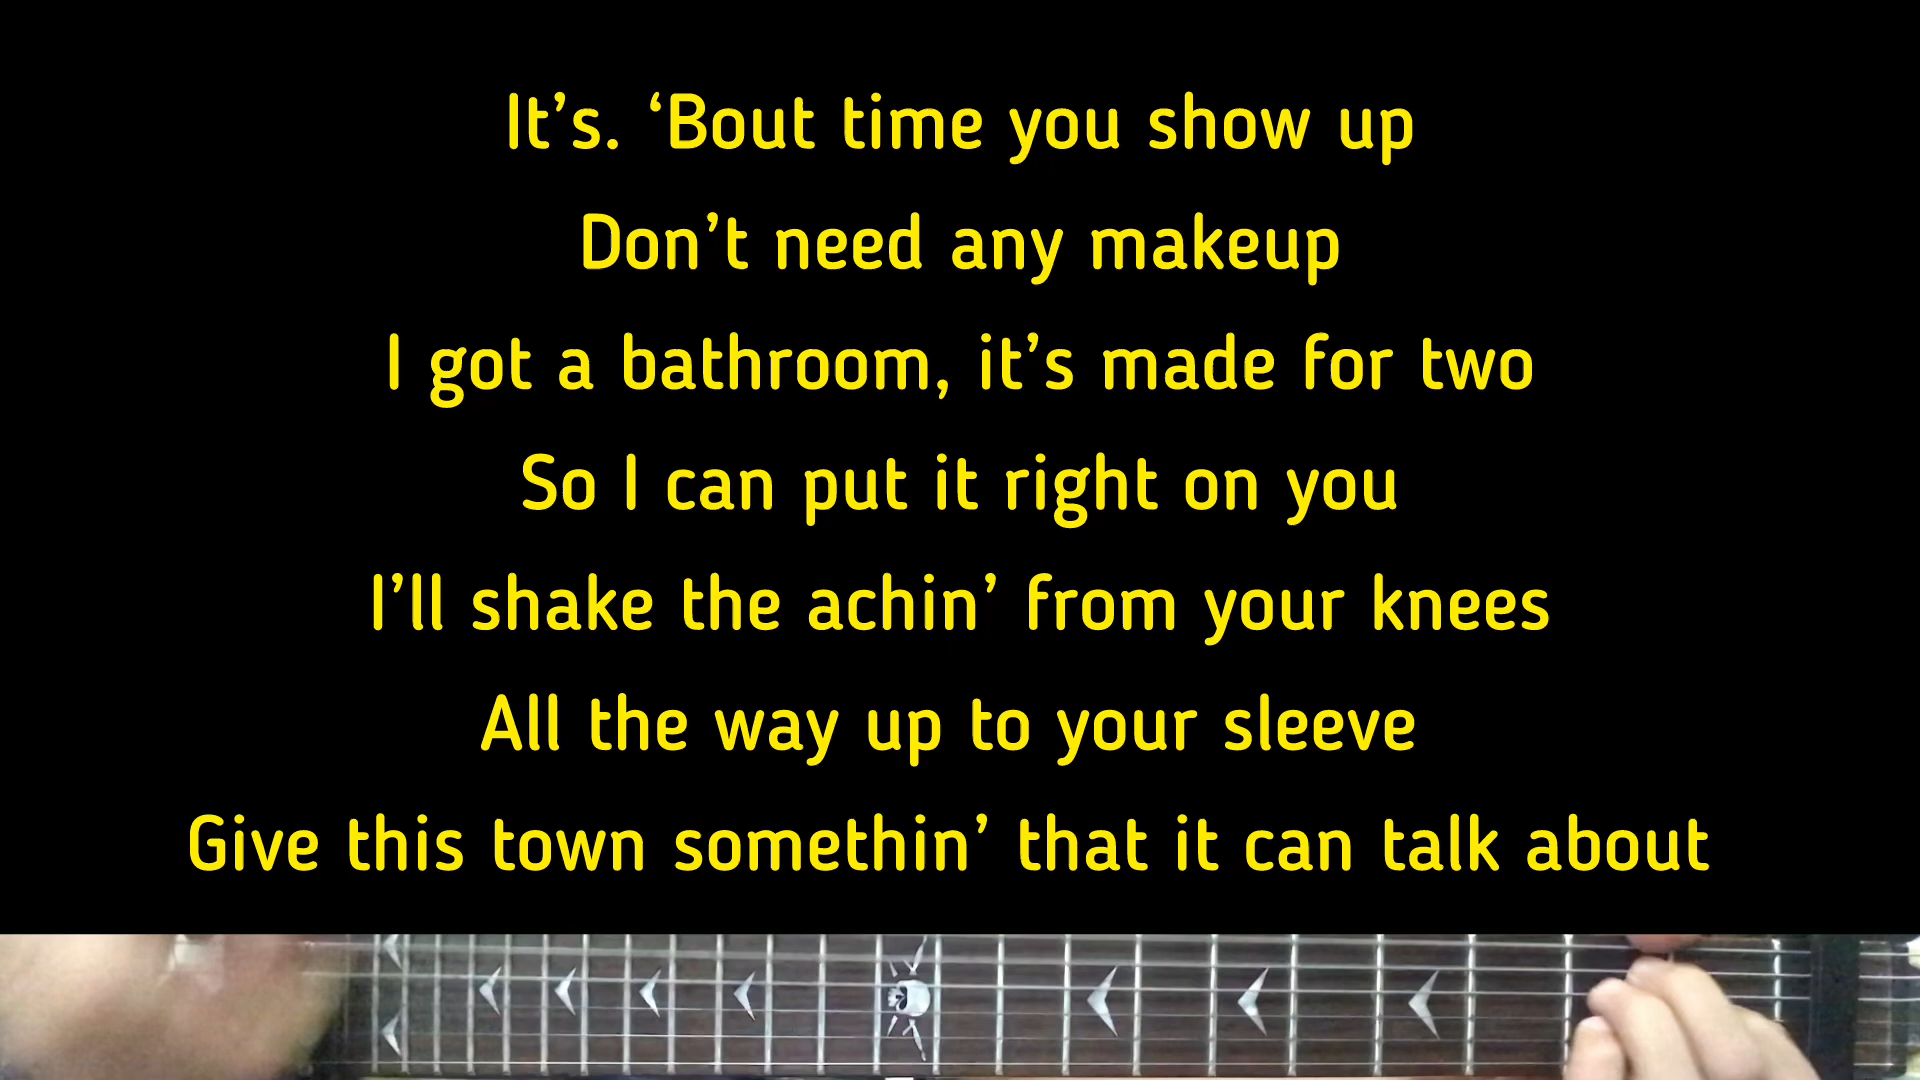 It’s. ‘Bout time you show up
Don’t need any makeup
I got a bathroom, it’s made for two
So I can put it right on you
I’ll shake the achin’ from your knees
All the way up to your sleeve
Give this town somethin’ that it can talk about